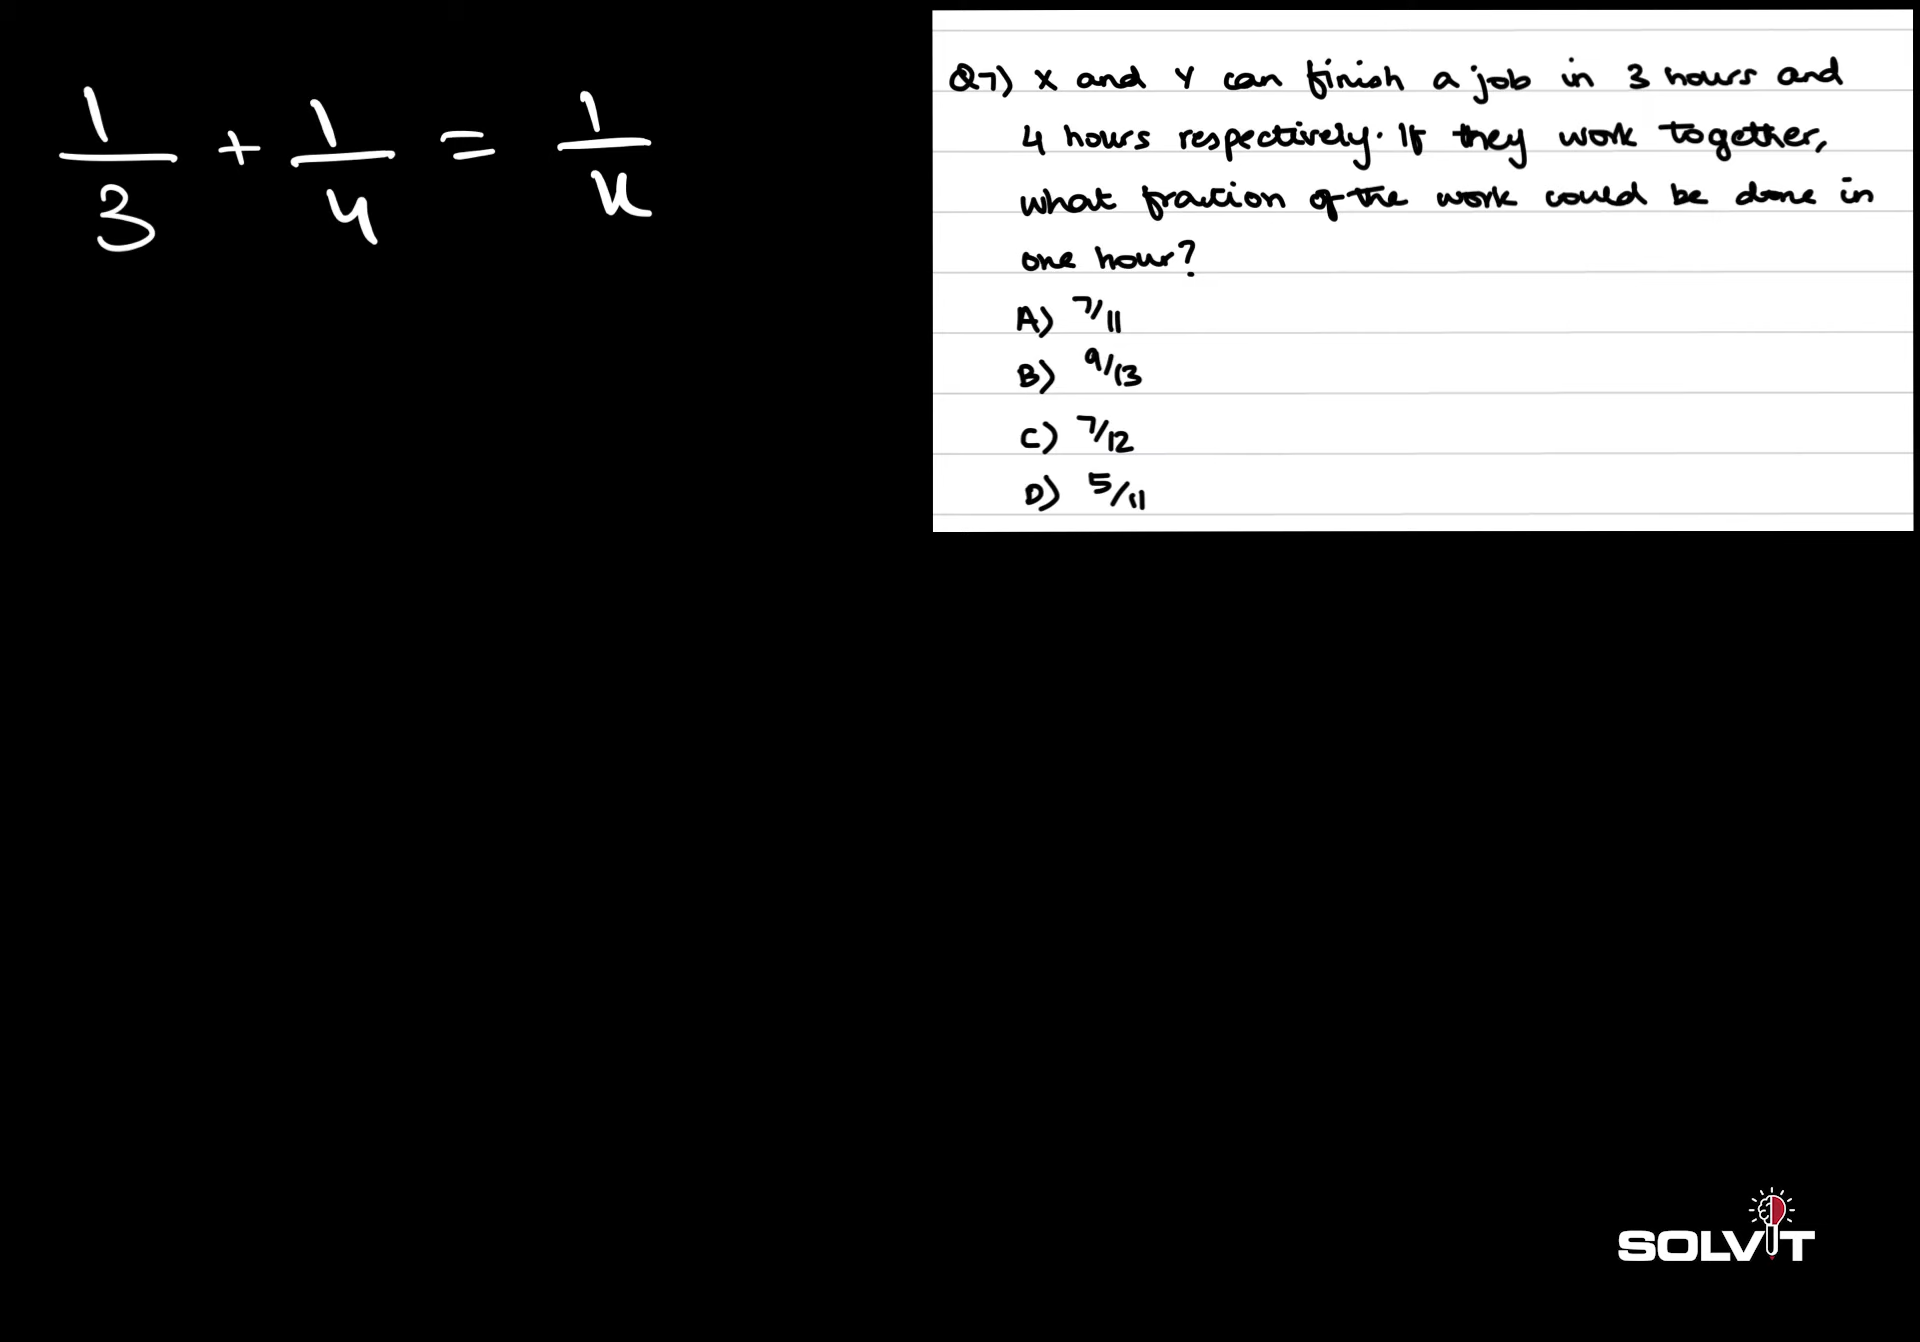 1/3 + 1/4 = 1/x
Q7) X and Y can finish a job in 3 hours and
4 hours respectively. If they work together,
what fraction of the work could be done in
one hour?
A) 7/11
B) 9/13
C) 7/12
D) 5/11
SOLVIT